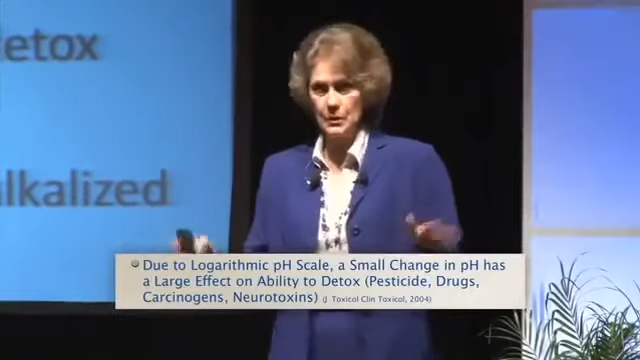 etox
lkalized
Due to Logarithmic pH Scale, a Small Change in pH has
a Large Effect on Ability to Detox (Pesticide, Drugs,
Carcinogens, Neurotoxins) (J Toxicol Clin Toxicol, 2004)